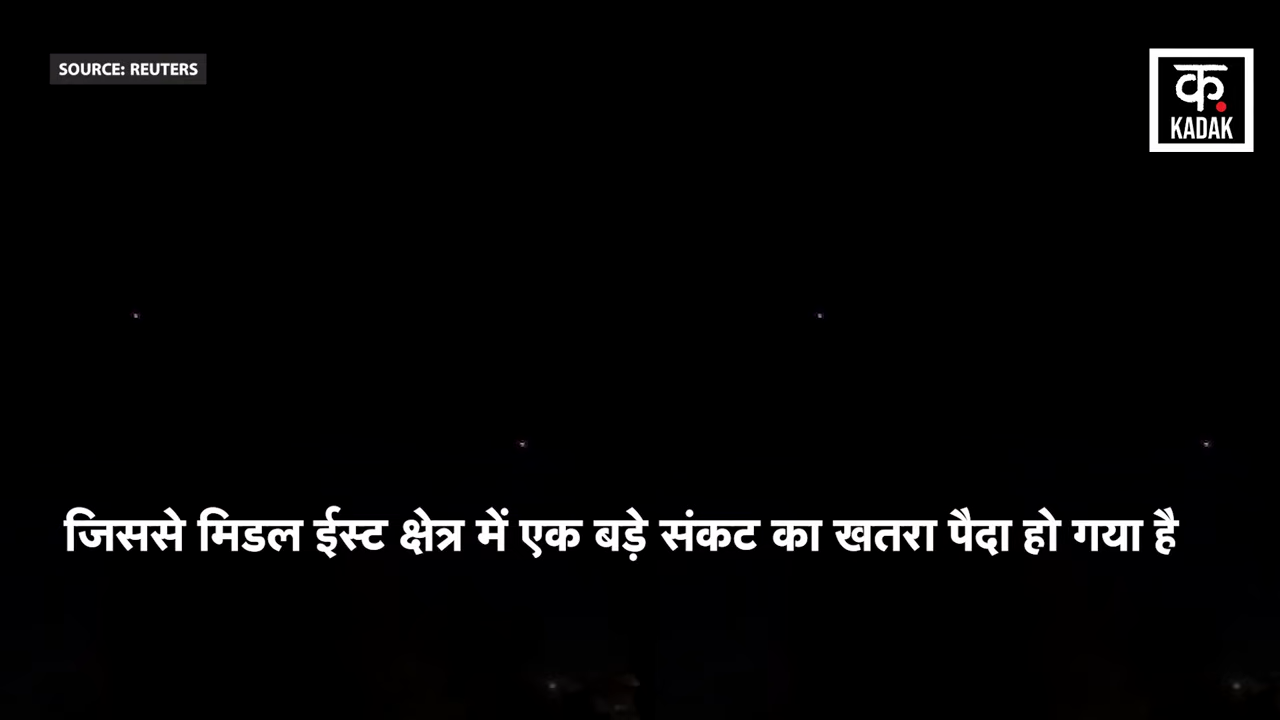 SOURCE: REUTERS
क.
KADAK
जिससे मिडल ईस्ट क्षेत्र में एक बड़े संकट का खतरा पैदा हो गया है